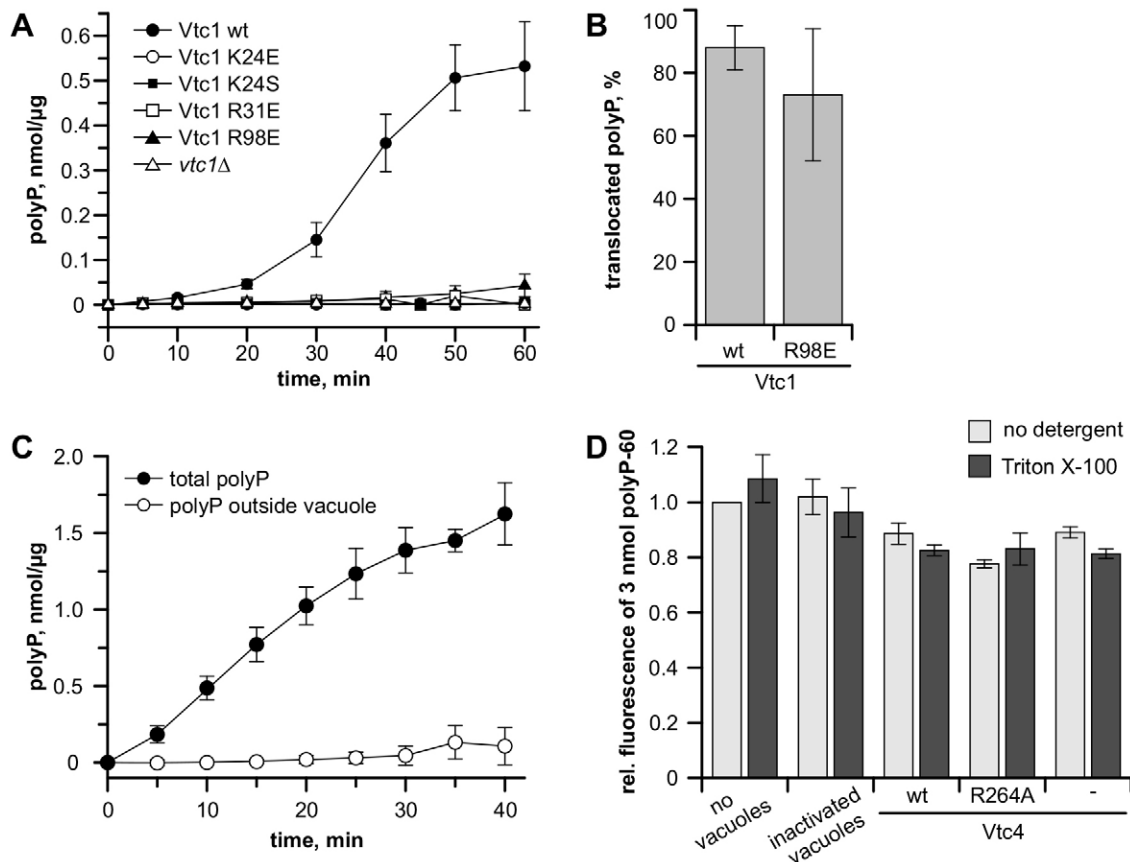 A
polyP, nmol/µg
0.6
0.5
0.4
0.3
0.2
0.1
0
Vtc1 wt
Vtc1 K24E
Vtc1 K24S
Vtc1 R31E
Vtc1 R98E
vtc1Δ
0 10 20 30 40 50 60
time, min
B
translocated polyP, %
100
80
60
40
20
0
wt R98E
Vtc1
C
polyP, nmol/µg
2.0
1.5
1.0
0.5
0
total polyP
polyP outside vacuole
0 10 20 30 40
time, min
D
rel. fluorescence of 3 nmol polyP-60
no detergent
Triton X-100
1.2
1.0
0.8
0.6
0.4
0.2
0
no
vacuoles
inactivated
vacuoles
wt R264A -
Vtc4